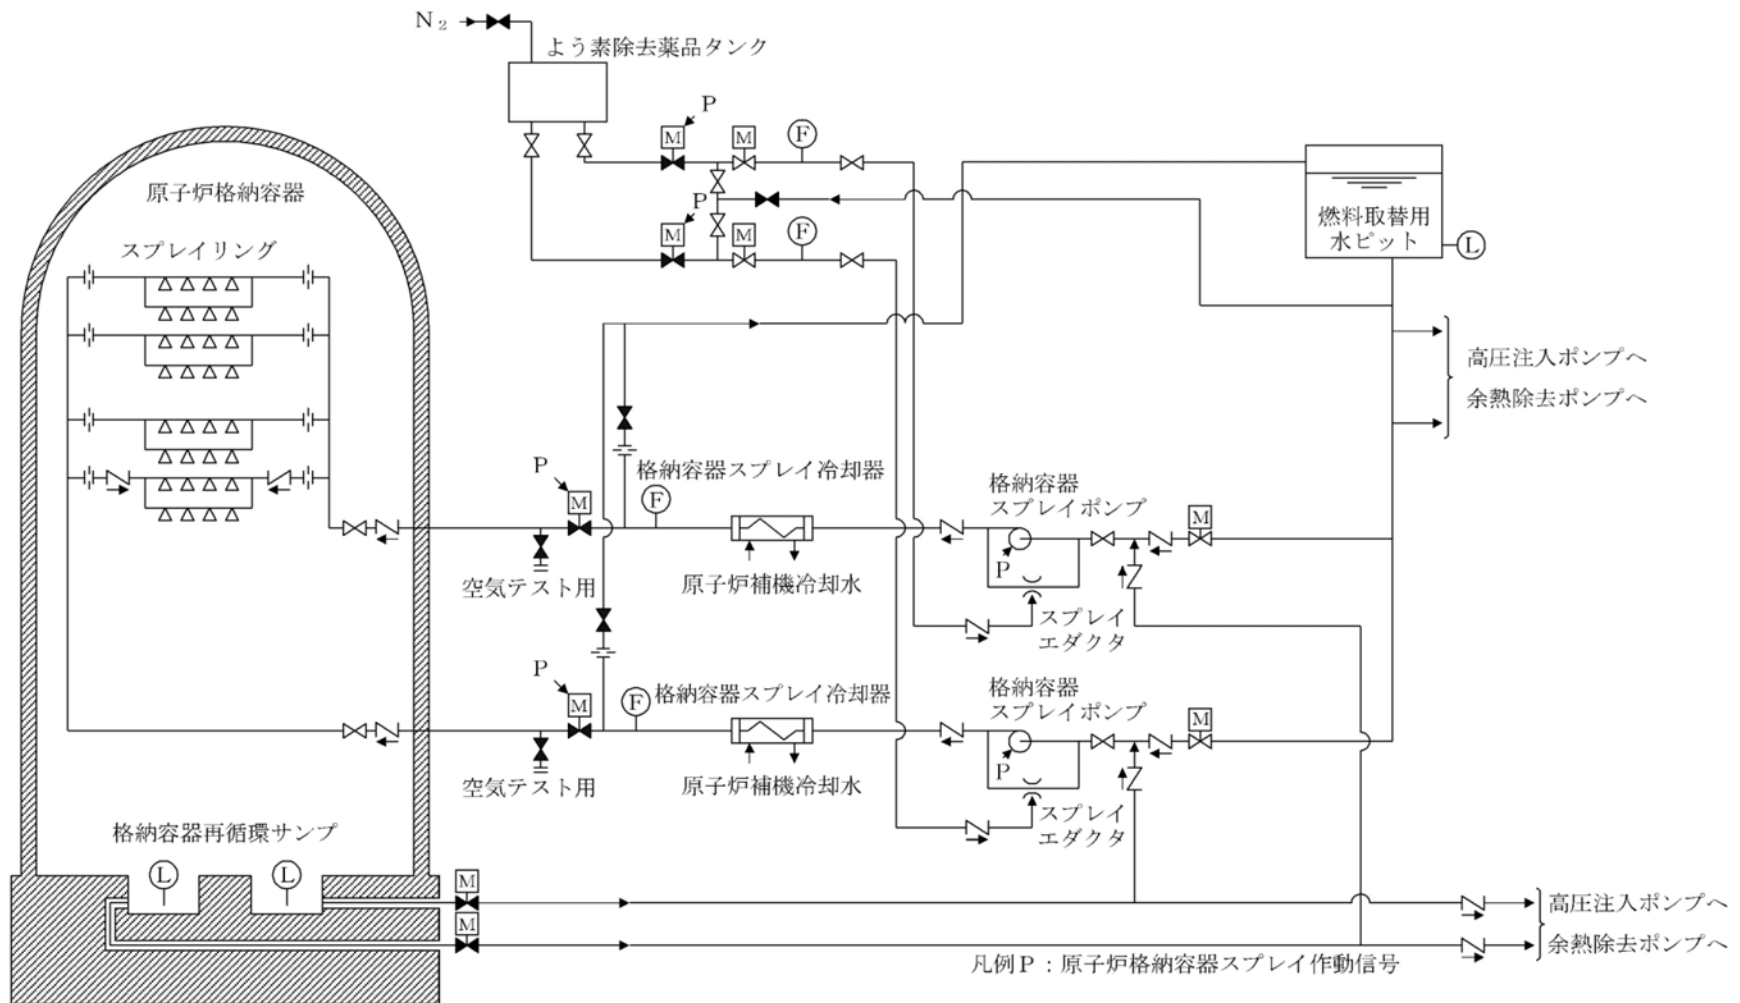 N₂
よう素除去薬品タンク
P
M
M
F
原子炉格納容器
スプレイリング
P
M
M
F
燃料取替用
水ピット
L
高圧注入ポンプへ
余熱除去ポンプへ
P
M
格納容器スプレイ冷却器
F
原子炉補機冷却水
空気テスト用
格納容器
スプレイポンプ
P
M
スプレイ
エダクタ
P
M
格納容器スプレイ冷却器
F
原子炉補機冷却水
空気テスト用
格納容器
スプレイポンプ
P
M
スプレイ
エダクタ
格納容器再循環サンプ
L
L
M
M
高圧注入ポンプへ
余熱除去ポンプへ
凡例P:原子炉格納容器スプレイ作動信号